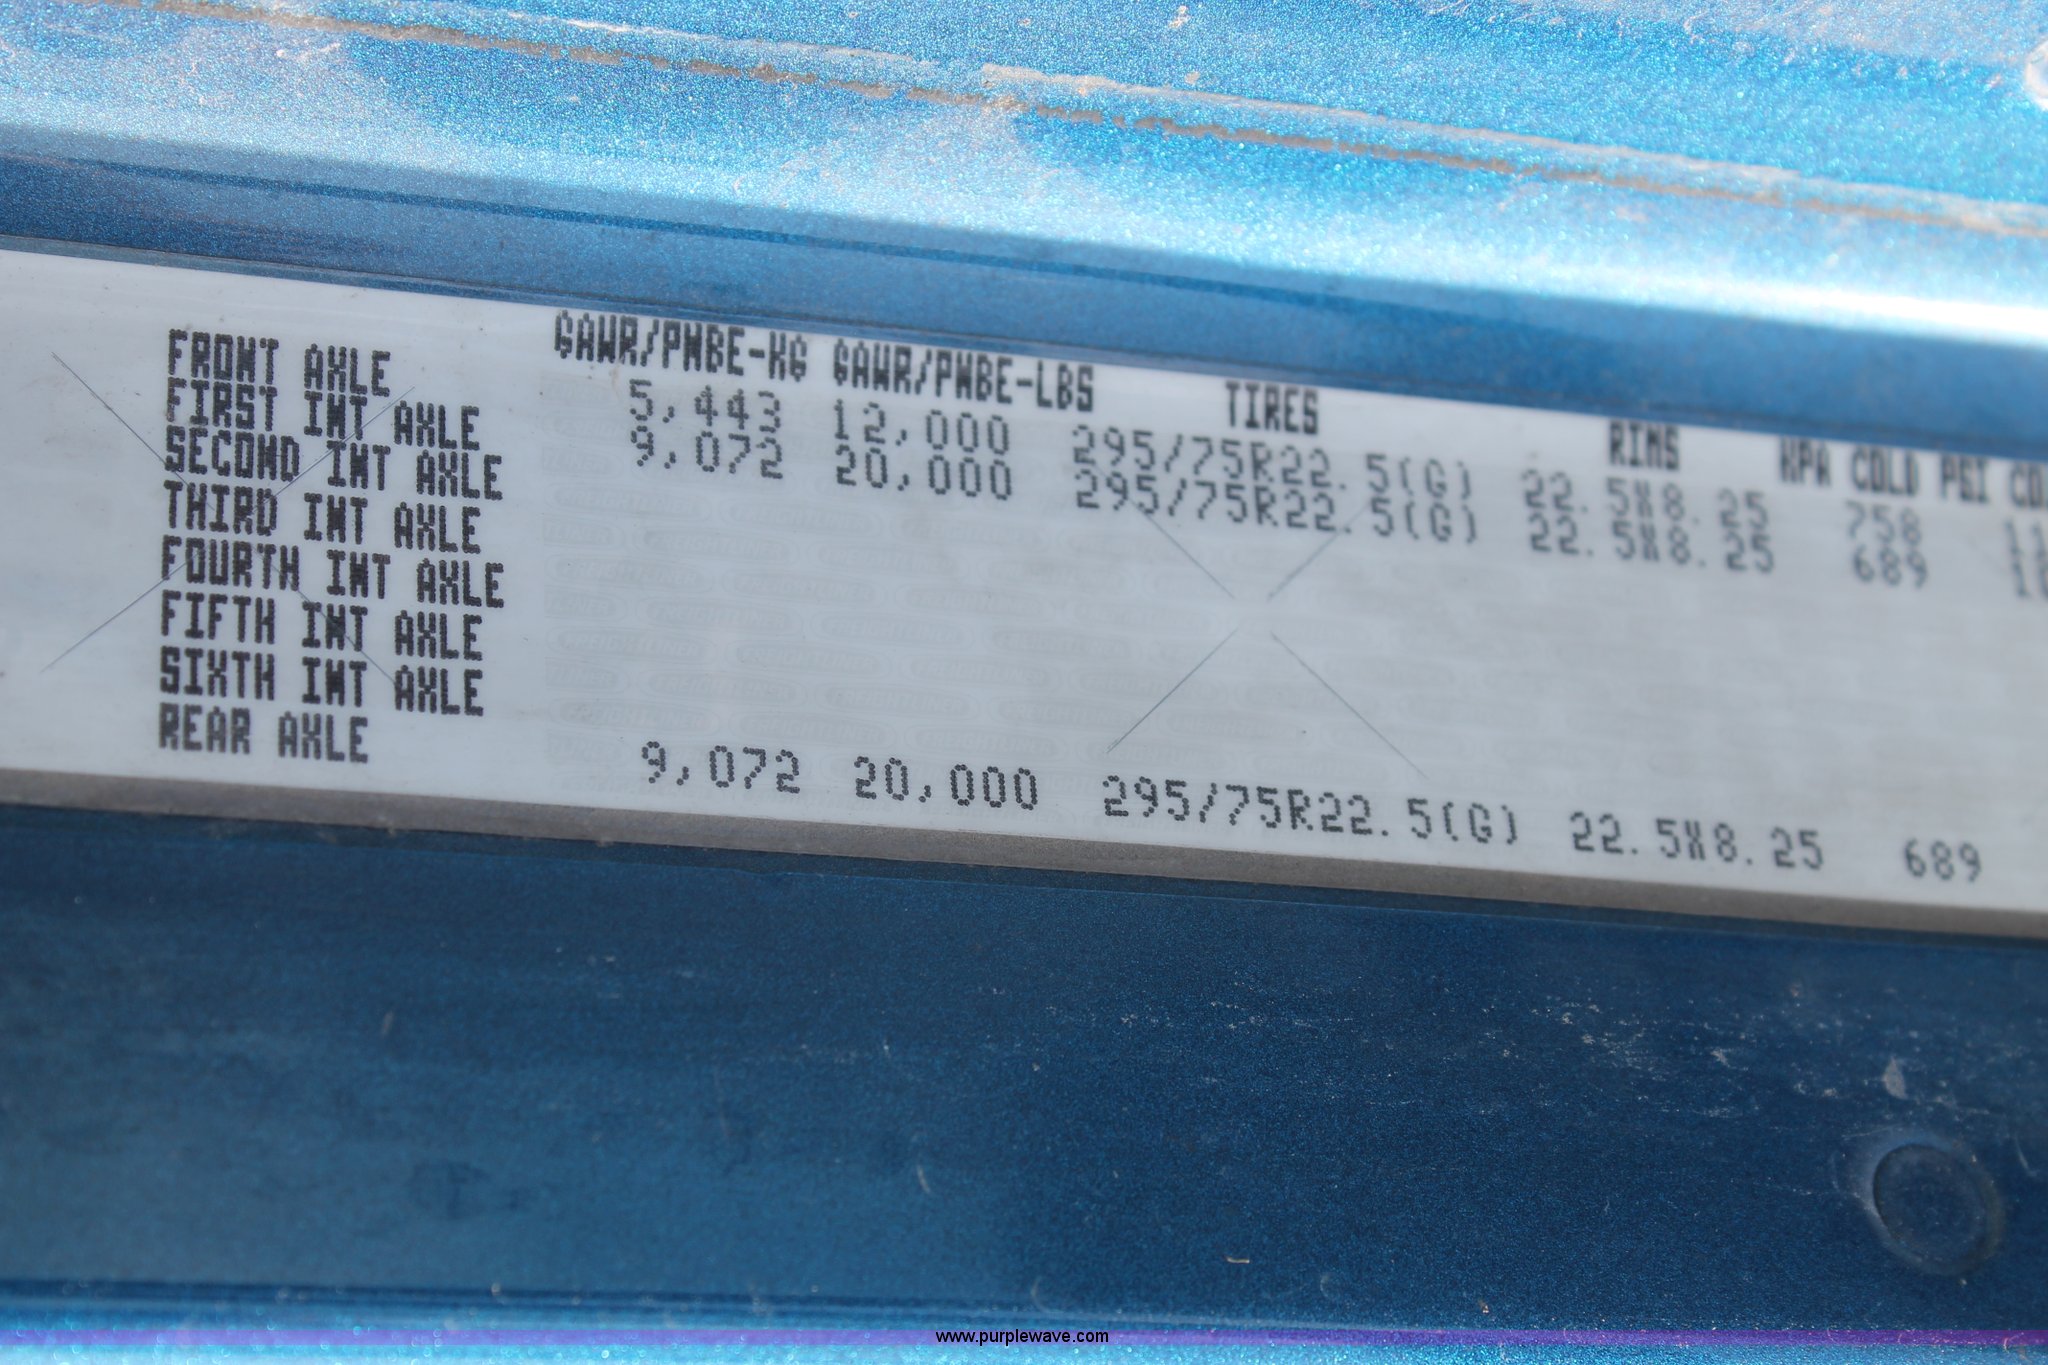 GAWR/PNBE-KG GAWR/PNBE-LBS TIRES RIMS KPA COLD PSI
FRONT AXLE 5,443 12,000 295/75R22.5(G) 22.5X8.25 758
FIRST INT AXLE 9,072 20,000 295/75R22.5(G) 22.5X8.25 689
SECOND INT AXLE
THIRD INT AXLE
FOURTH INT AXLE
FIFTH INT AXLE
SIXTH INT AXLE
REAR AXLE 9,072 20,000 295/75R22.5(G) 22.5X8.25 689
www.purplewave.com